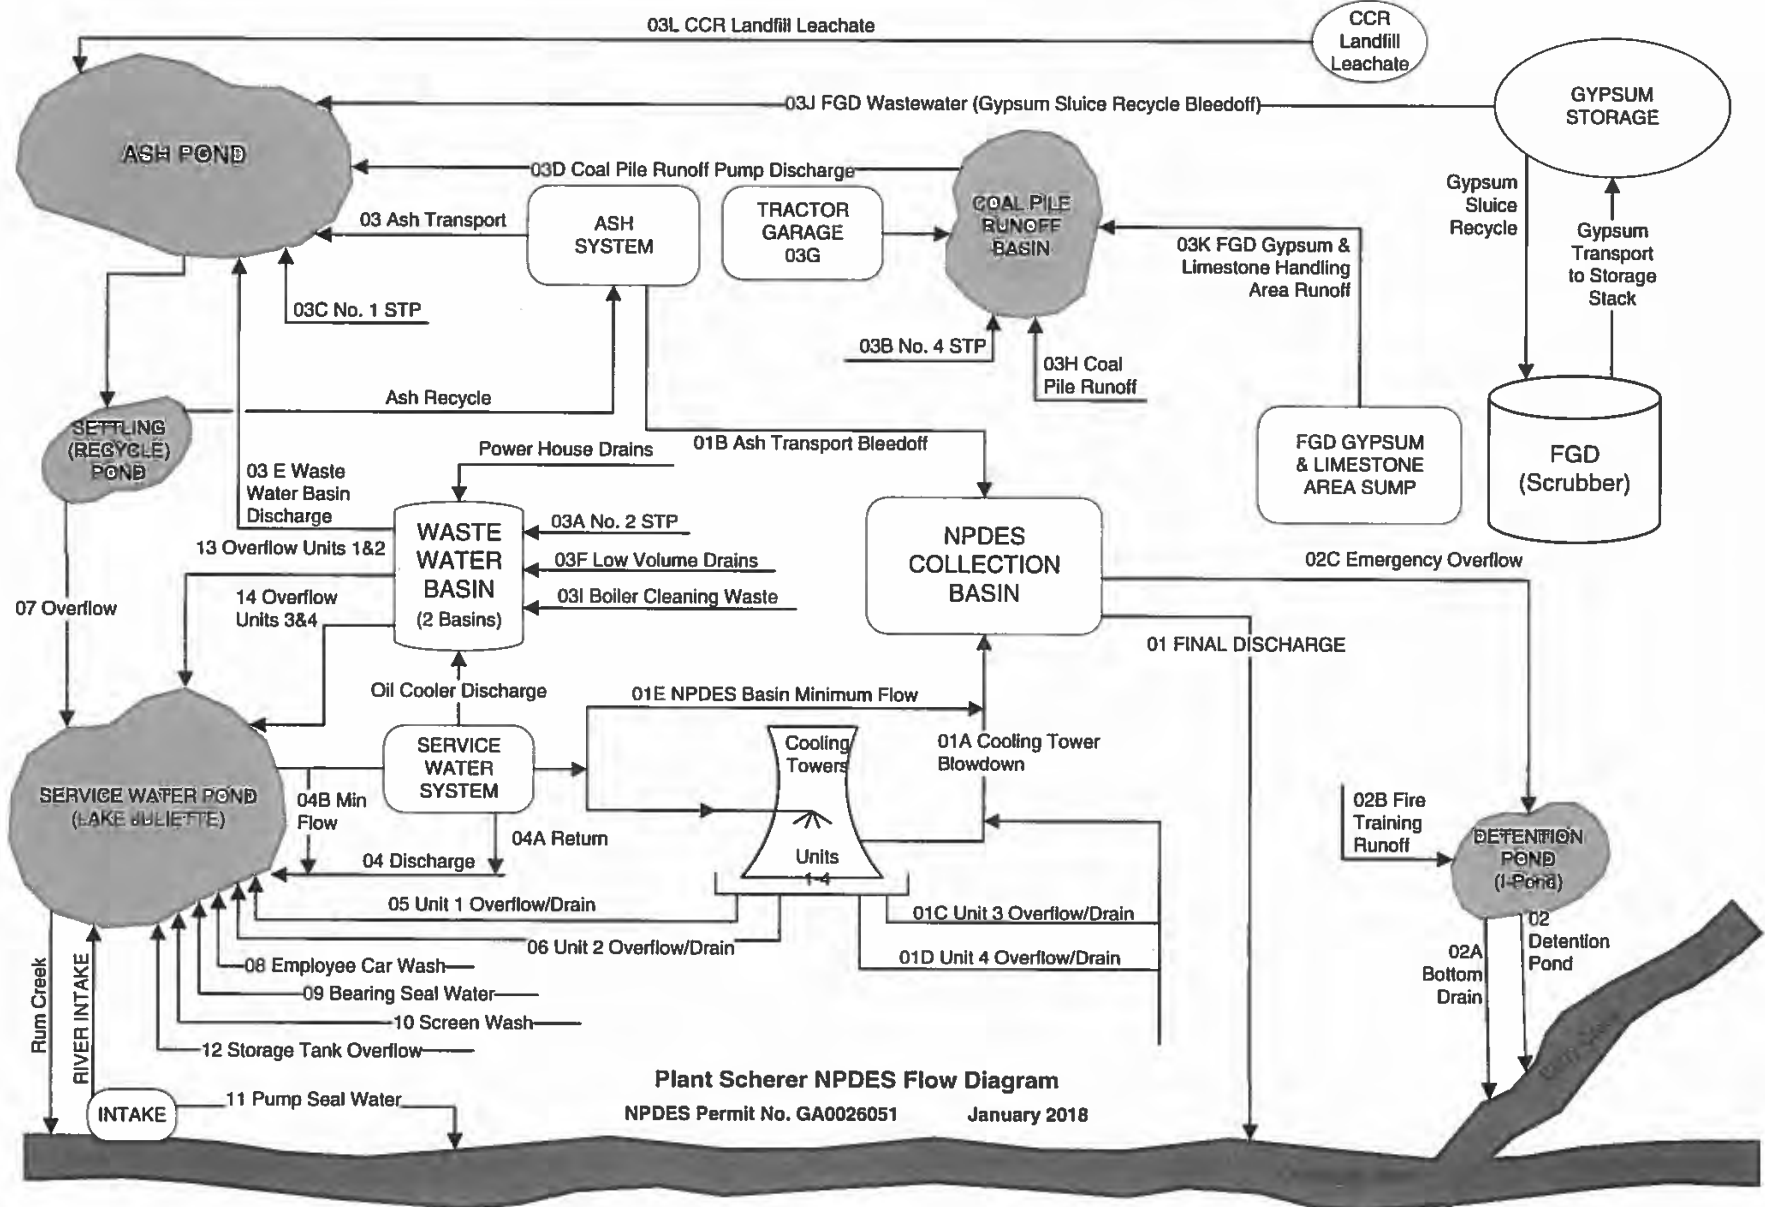 03L CCR Landfill Leachate
CCR
Landfill
Leachate
03J FGD Wastewater (Gypsum Sluice Recycle Bleedoff)
GYPSUM
STORAGE
ASH POND
03D Coal Pile Runoff Pump Discharge
03 Ash Transport
ASH
SYSTEM
TRACTOR
GARAGE
03G
COAL PILE
RUNOFF
BASIN
03K FGD Gypsum &
Limestone Handling
Area Runoff
Gypsum
Sluice
Recycle
Gypsum
Transport
to Storage
Stack
03C No. 1 STP
03B No. 4 STP
03H Coal
Pile Runoff
Ash Recycle
SETTLING
(RECYCLE)
POND
01B Ash Transport Bleedoff
Power House Drains
FGD GYPSUM
& LIMESTONE
AREA SUMP
FGD
(Scrubber)
03 E Waste
Water Basin
Discharge
WASTE
WATER
BASIN
(2 Basins)
03A No. 2 STP
03F Low Volume Drains
03I Boiler Cleaning Waste
NPDES
COLLECTION
BASIN
02C Emergency Overflow
13 Overflow Units 1&2
14 Overflow
Units 3&4
07 Overflow
01 FINAL DISCHARGE
Oil Cooler Discharge
01E NPDES Basin Minimum Flow
SERVICE
WATER
SYSTEM
Cooling
Towers
Units
1-4
01A Cooling Tower
Blowdown
SERVICE WATER POND
(LAKE JULIETTE)
04B Min
Flow
04A Return
04 Discharge
02B Fire
Training
Runoff
DETENTION
POND
(I-Pond)
05 Unit 1 Overflow/Drain
06 Unit 2 Overflow/Drain
01C Unit 3 Overflow/Drain
01D Unit 4 Overflow/Drain
02A
Bottom
Drain
02
Detention
Pond
08 Employee Car Wash
09 Bearing Seal Water
10 Screen Wash
12 Storage Tank Overflow
Rum Creek
RIVER INTAKE
INTAKE
11 Pump Seal Water
Plant Scherer NPDES Flow Diagram
NPDES Permit No. GA0026051 January 2018